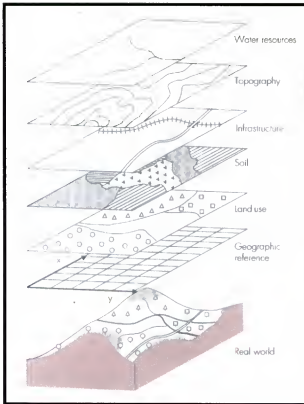 Water resources
Topography
Infrastructure
Soil
Land use
Geographic
reference
y
Real world